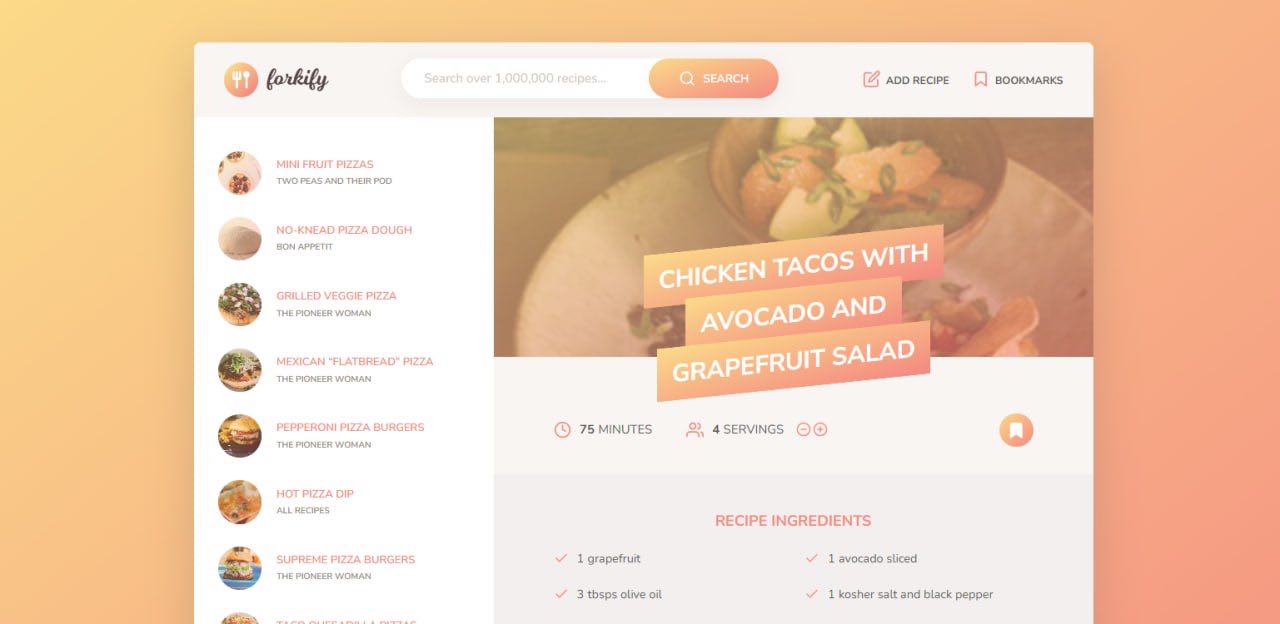 forkify
Search over 1,000,000 recipes...
SEARCH
ADD RECIPE
BOOKMARKS
MINI FRUIT PIZZAS
TWO PEAS AND THEIR POD
NO-KNEAD PIZZA DOUGH
BON APPETIT
GRILLED VEGGIE PIZZA
THE PIONEER WOMAN
MEXICAN “FLATBREAD” PIZZA
THE PIONEER WOMAN
PEPPERONI PIZZA BURGERS
THE PIONEER WOMAN
HOT PIZZA DIP
ALL RECIPES
SUPREME PIZZA BURGERS
THE PIONEER WOMAN
TACO QUESADILLA PIZZAS
CHICKEN TACOS WITH
AVOCADO AND
GRAPEFRUIT SALAD
75 MINUTES
4 SERVINGS
RECIPE INGREDIENTS
1 grapefruit
1 avocado sliced
3 tbsps olive oil
1 kosher salt and black pepper